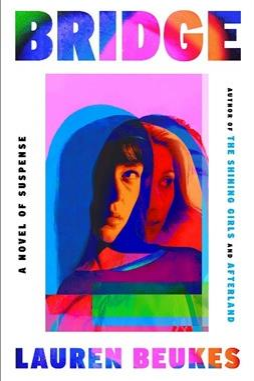 BRIDGE
A NOVEL OF SUSPENSE
AUTHOR OF THE SHINING GIRLS AND AFTERLAND
LAUREN BEUKES